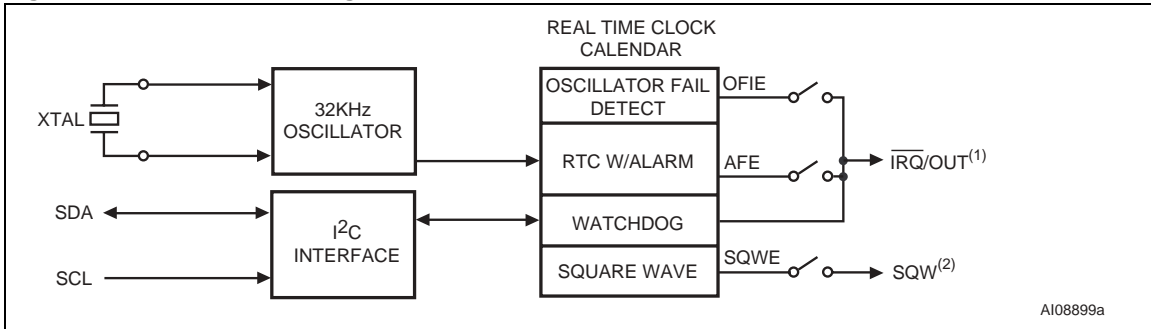 REAL TIME CLOCK
CALENDAR
XTAL
32KHz
OSCILLATOR
OSCILLATOR FAIL
DETECT
OFIE
RTC W/ALARM
AFE
IRQ/OUT(1)
SDA
SCL
I2C
INTERFACE
WATCHDOG
SQUARE WAVE
SQWE
SQW(2)
AI08899a